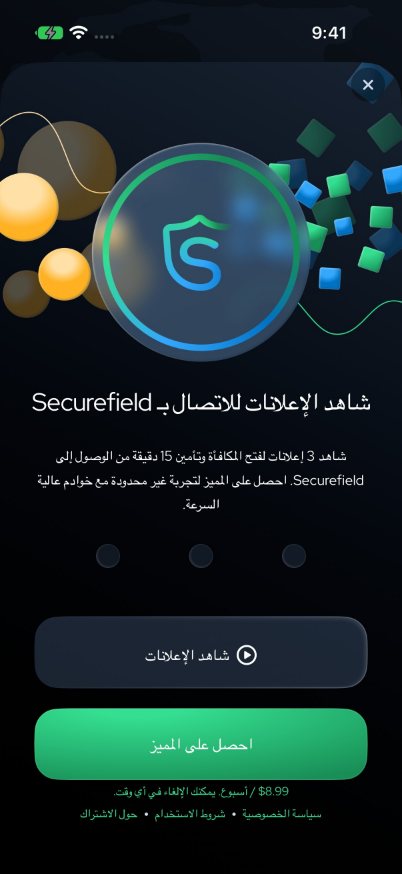 9:41
شاهد الإعلانات للاتصال بـ Securefield
شاهد 3 إعلانات لفتح المكافأة وتأمين 15 دقيقة من الوصول إلى
Securefield. احصل على المميز لتجربة غير محدودة مع خوادم عالية
السرعة.
شاهد الإعلانات
احصل على المميز
$8.99 / أسبوع. يمكنك الإلغاء في أي وقت.
سياسة الخصوصية • شروط الاستخدام • حول الاشتراك